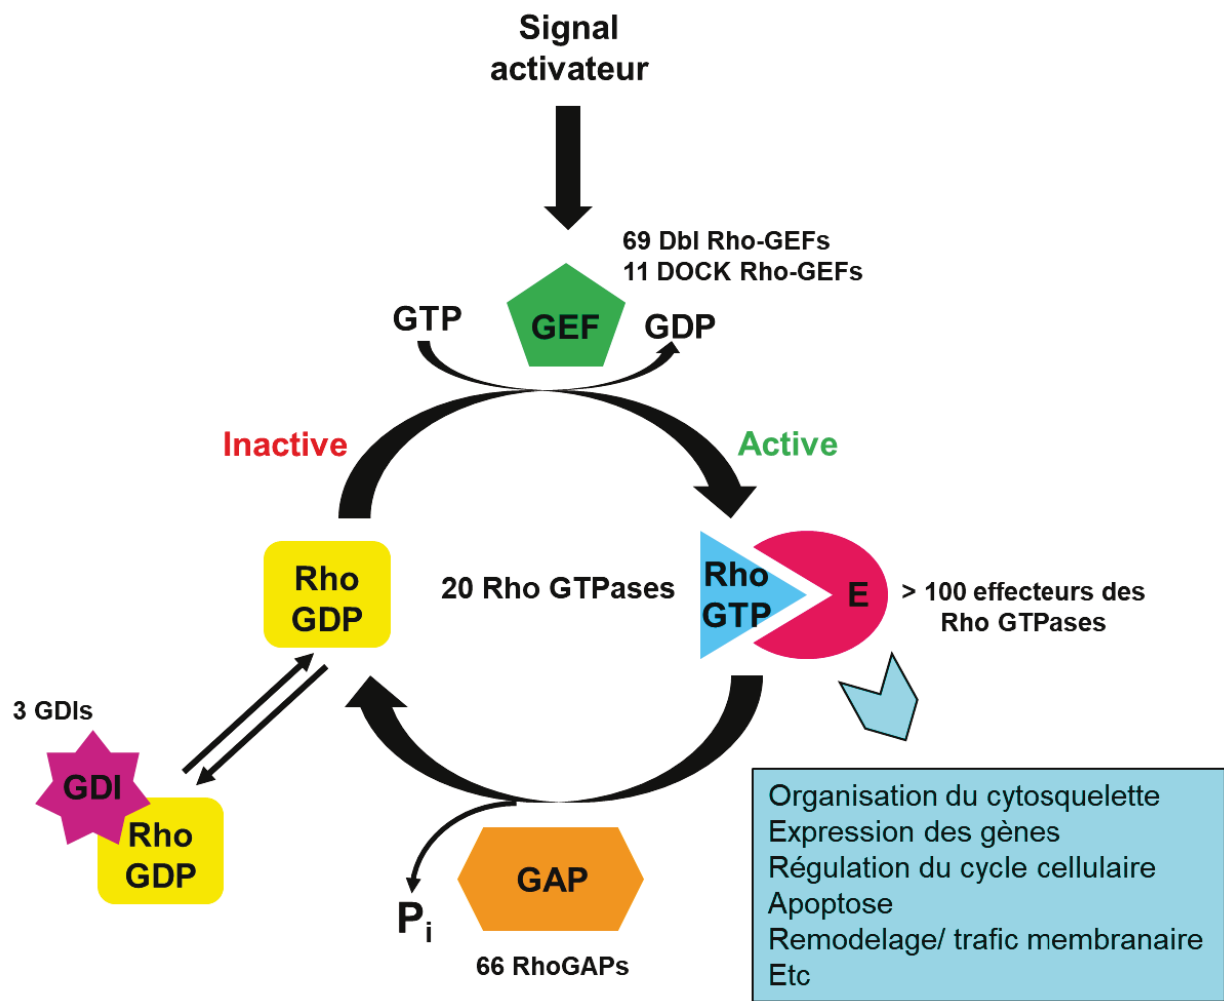 Signal
activateur
69 Dbl Rho-GEFs
11 DOCK Rho-GEFs
GTP
GEF
GDP
Inactive
Active
Rho
GDP
20 Rho GTPases
Rho
GTP
E
> 100 effecteurs des
Rho GTPases
3 GDIs
GDI
Rho
GDP
Pi
GAP
66 RhoGAPs
Organisation du cytosquelette
Expression des gènes
Régulation du cycle cellulaire
Apoptose
Remodelage/ trafic membranaire
Etc